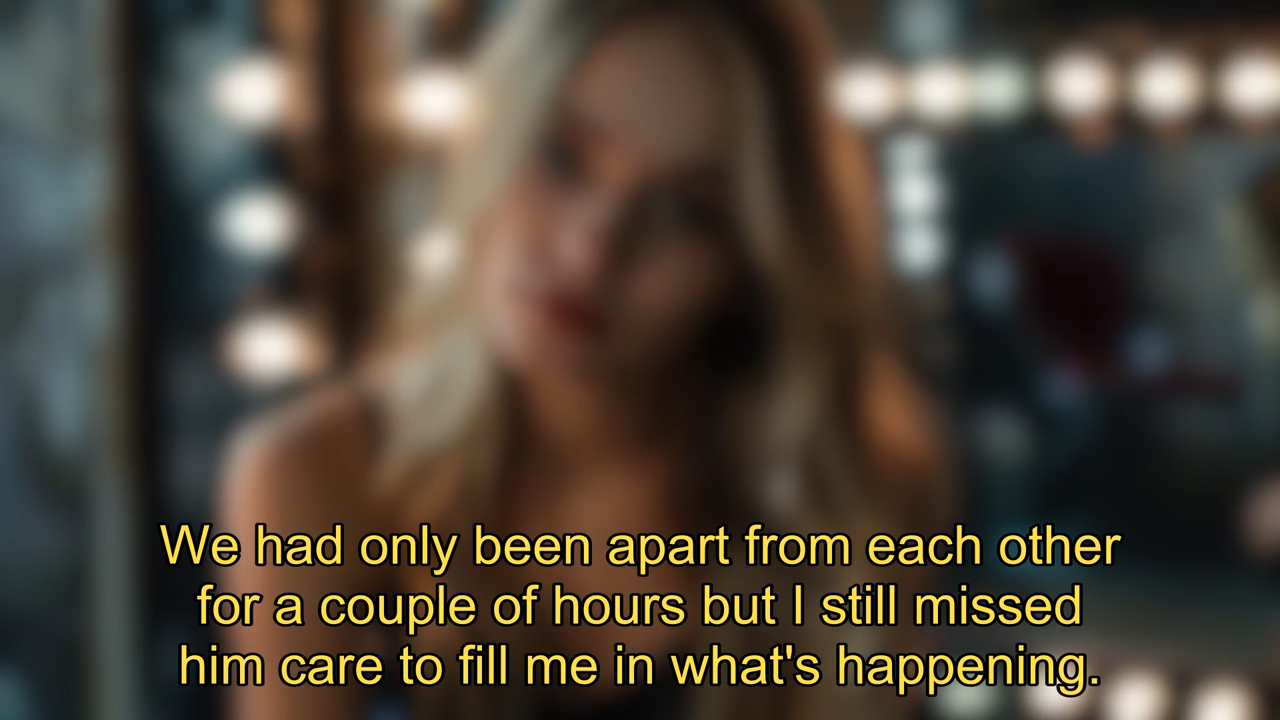 We had only been apart from each other
for a couple of hours but I still missed
him care to fill me in what's happening.